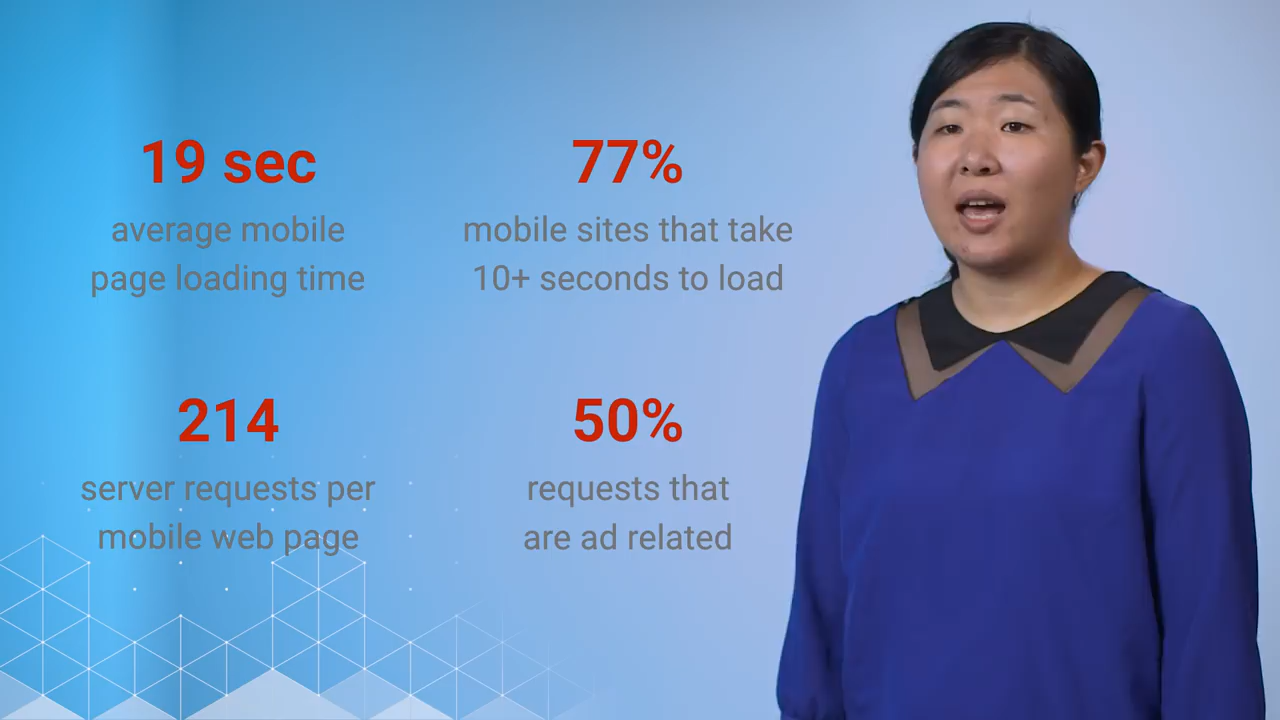 19 sec
average mobile
page loading time
77%
mobile sites that take
10+ seconds to load
214
server requests per
mobile web page
50%
requests that
are ad related